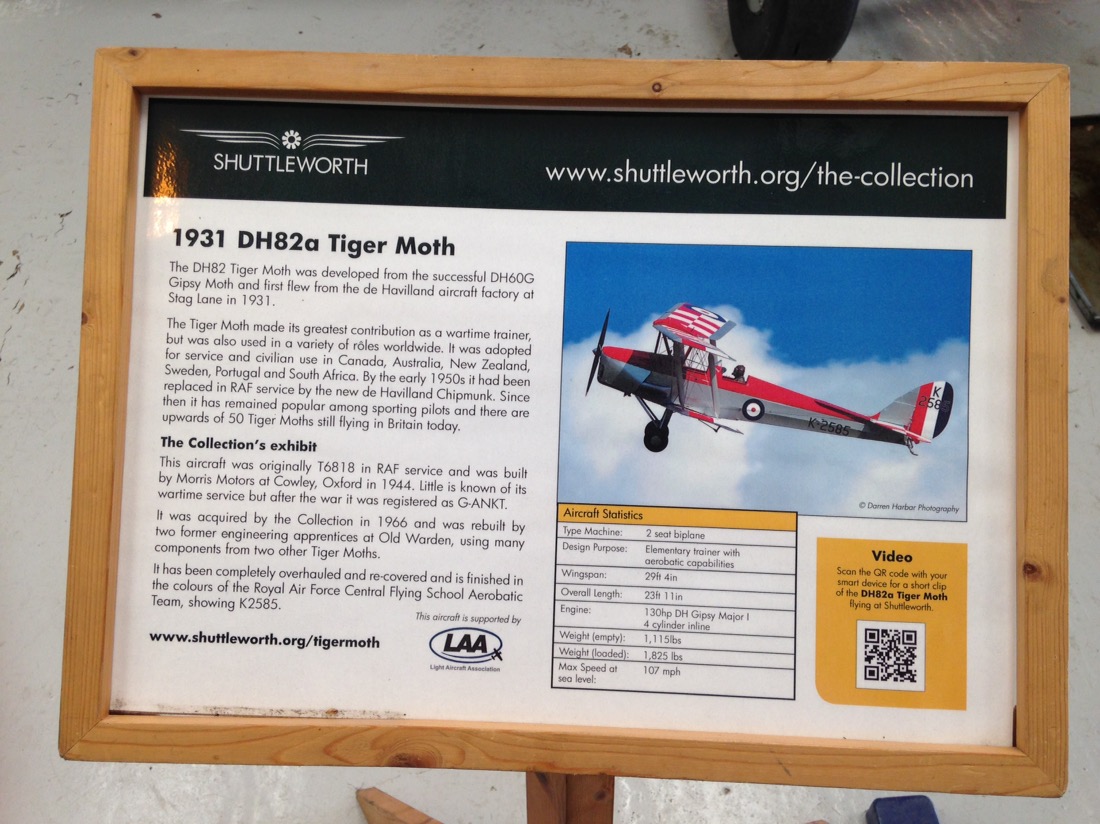 SHUTTLEWORTH
www.shuttleworth.org/the-collection
1931 DH82a Tiger Moth
The DH82 Tiger Moth was developed from the successful DH60G
Gipsy Moth and first flew from the de Havilland aircraft factory at
Stag Lane in 1931.
The Tiger Moth made its greatest contribution as a wartime trainer,
but was also used in a variety of rôles worldwide. It was adopted
for service and civilian use in Canada, Australia, New Zealand,
Sweden, Portugal and South Africa. By the early 1950s it had been
replaced in RAF service by the new de Havilland Chipmunk. Since
then it has remained popular among sporting pilots and there are
upwards of 50 Tiger Moths still flying in Britain today.
The Collection's exhibit
This aircraft was originally T6818 in RAF service and was built
by Morris Motors at Cowley, Oxford in 1944. Little is known of its
wartime service but after the war it was registered as G-ANKT.
It was acquired by the Collection in 1966 and was rebuilt by
two former engineering apprentices at Old Warden, using many
components from two other Tiger Moths.
It has been completely overhauled and re-covered and is finished in
the colours of the Royal Air Force Central Flying School Aerobatic
Team, showing K2585.
This aircraft is supported by
www.shuttleworth.org/tigermoth
LAA
Light Aircraft Association
K
258
K-2585
© Darren Harbar Photography
Aircraft Statistics
Type Machine: 2 seat biplane
Design Purpose: Elementary trainer with
aerobatic capabilities
Wingspan: 29ft 4in
Overall Length: 23ft 11in
Engine: 130hp DH Gipsy Major I
4 cylinder inline
Weight (empty): 1,115lbs
Weight (loaded): 1,825 lbs
Max Speed at 107 mph
sea level:
Video
Scan the QR code with your
smart device for a short clip
of the DH82a Tiger Moth
flying at Shuttleworth.